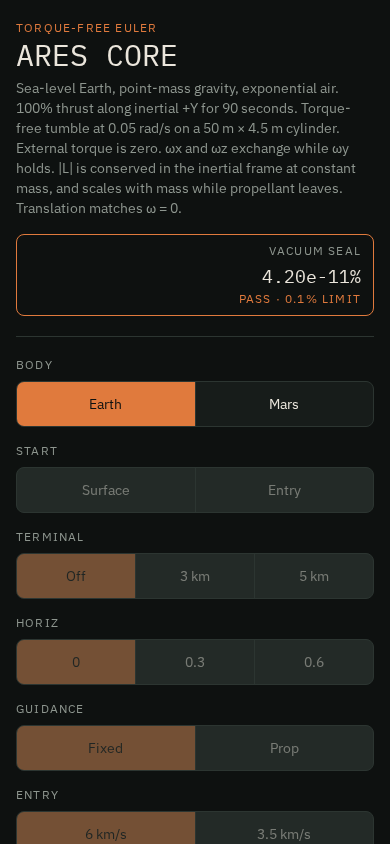 TORQUE-FREE EULER
ARES CORE
Sea-level Earth, point-mass gravity, exponential air.
100% thrust along inertial +Y for 90 seconds. Torque-
free tumble at 0.05 rad/s on a 50 m × 4.5 m cylinder.
External torque is zero. ωx and ωz exchange while ωy
holds. |L| is conserved in the inertial frame at constant
mass, and scales with mass while propellant leaves.
Translation matches ω = 0.
VACUUM SEAL
4.20e-11%
PASS · 0.1% LIMIT
BODY
Earth
Mars
START
Surface
Entry
TERMINAL
Off
3 km
5 km
HORIZ
0
0.3
0.6
GUIDANCE
Fixed
Prop
ENTRY
6 km/s
3.5 km/s